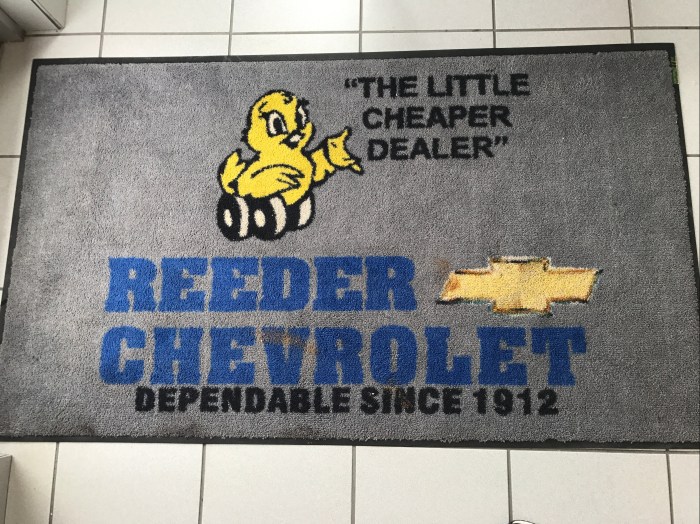 “THE LITTLE
CHEAPER
DEALER”
REEDER
CHEVROLET
DEPENDABLE SINCE 1912